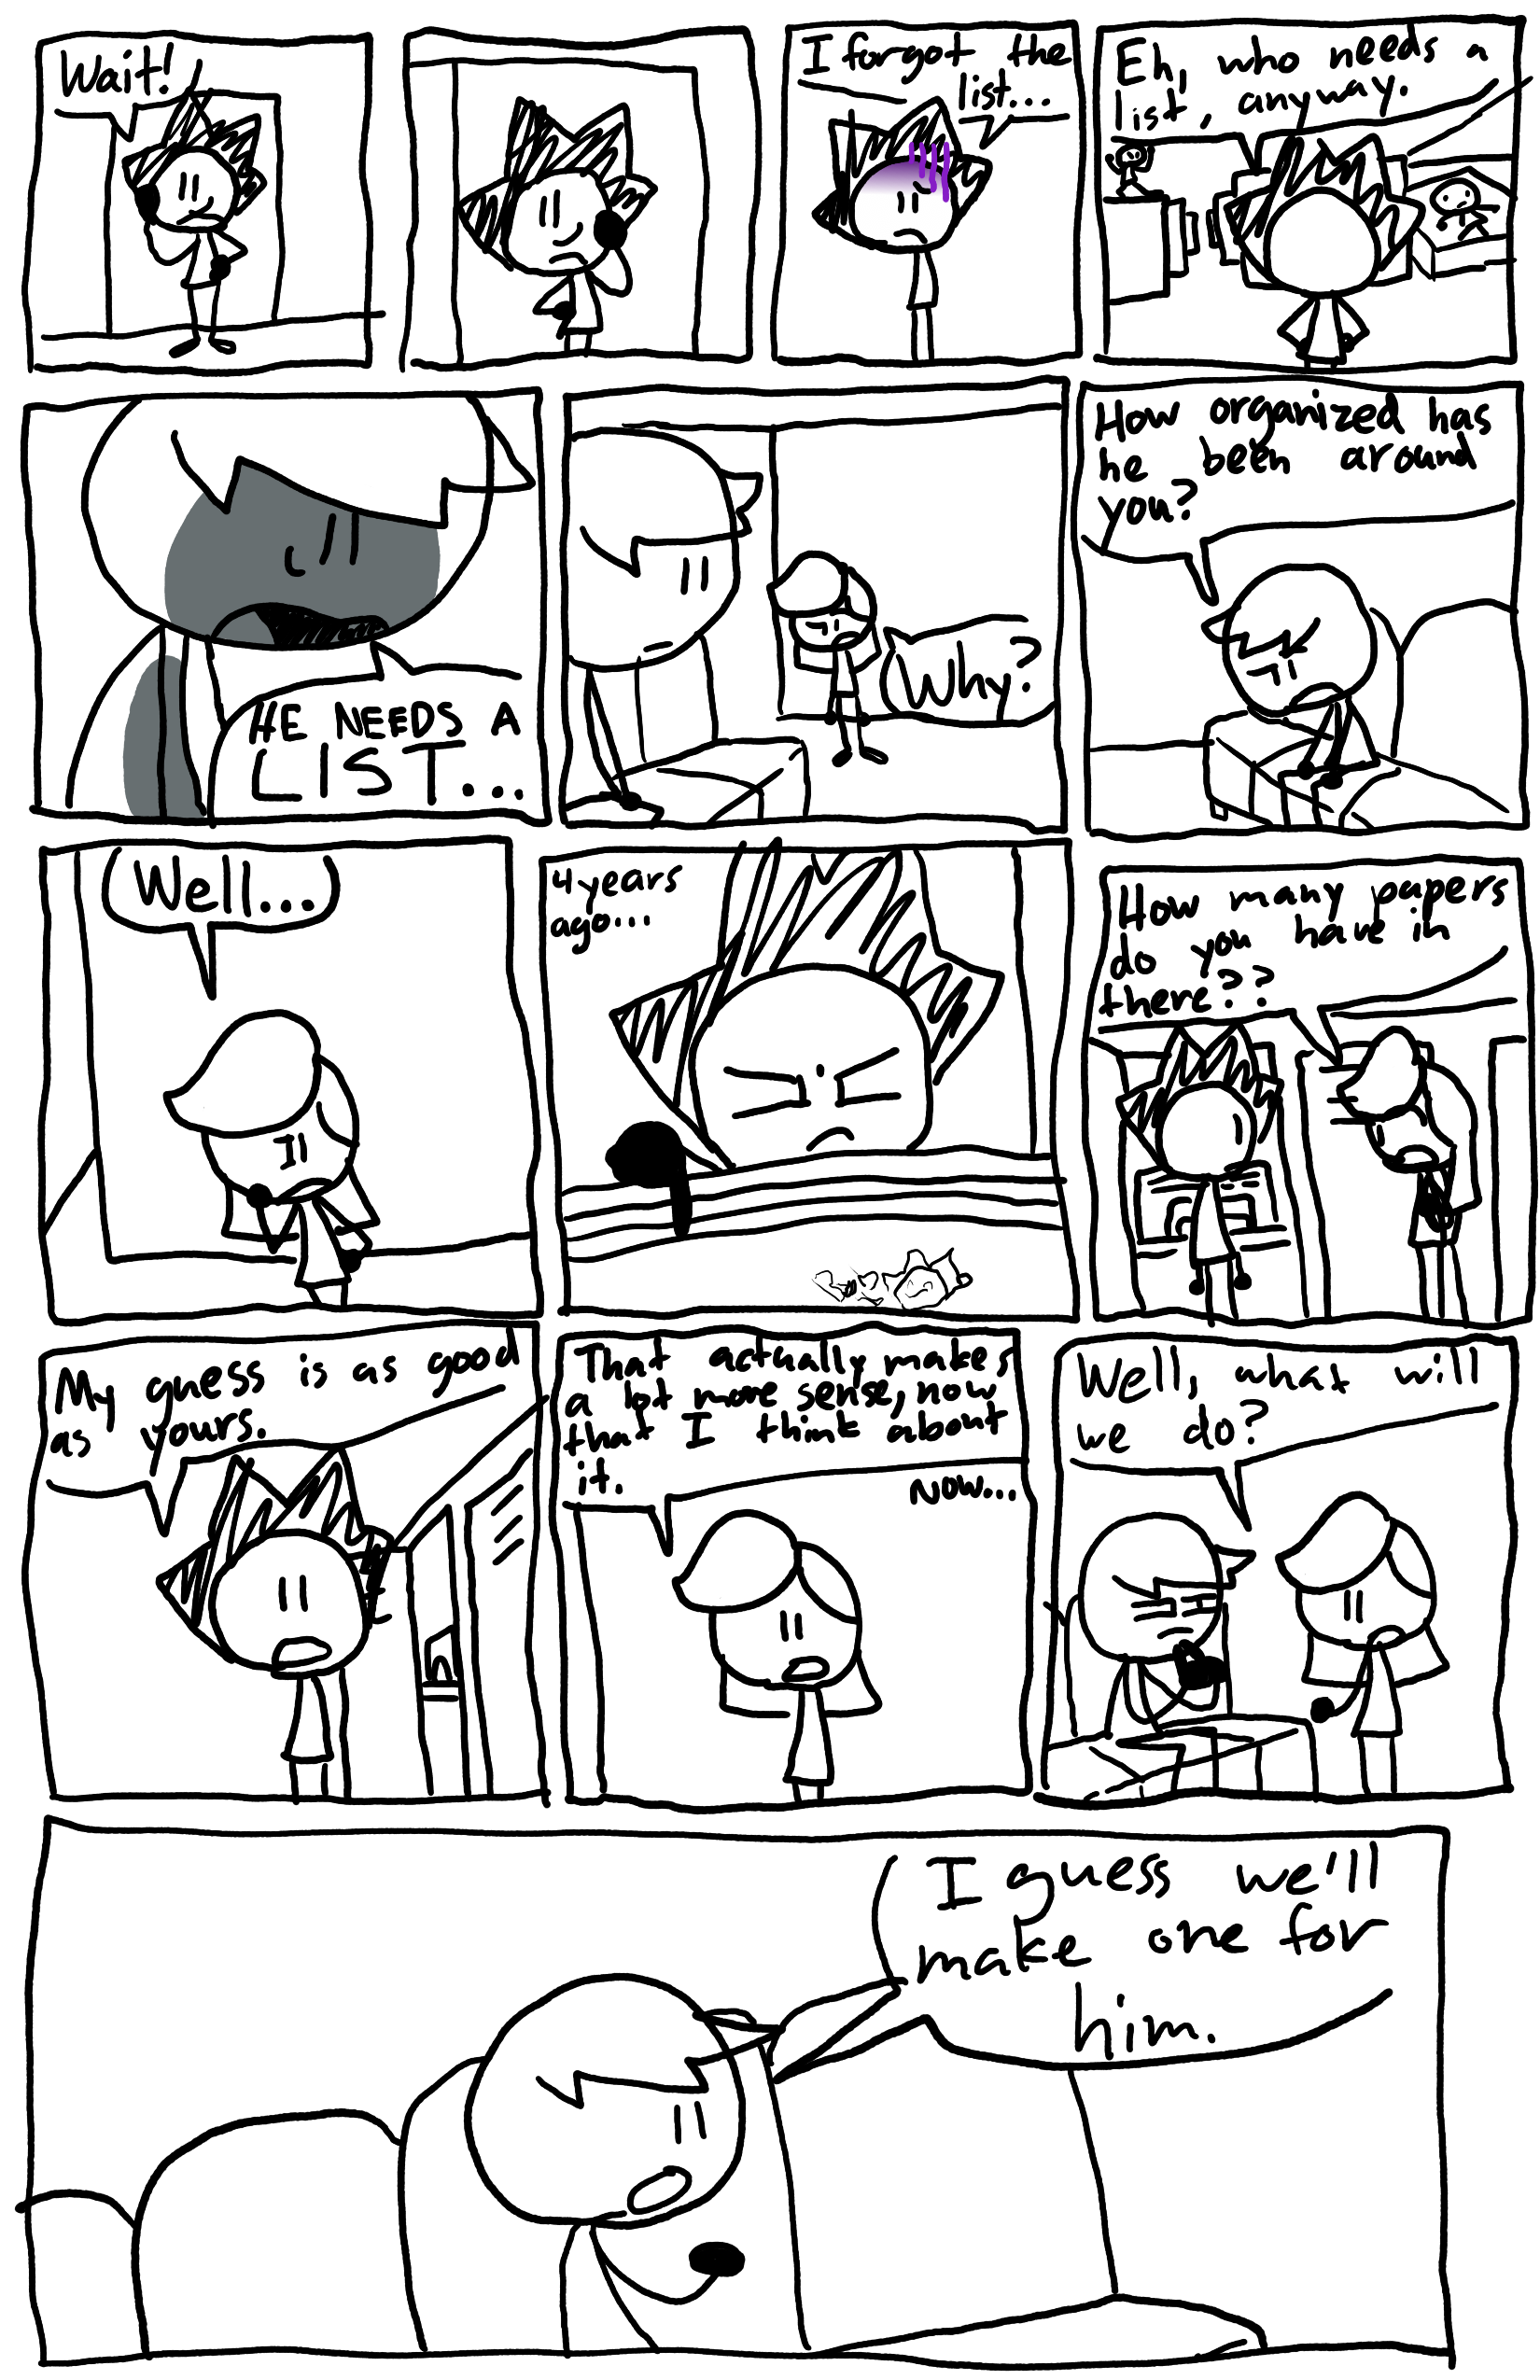 Wait!
I forgot the
list...
Eh, who needs a
list, anyway.
HE NEEDS A
LIST...
Why?
How organized has
he been around
you?
Well...
4 years
ago...
How many papers
do you have in
there??
My guess is as good
as yours.
That actually makes
a lot more sense, now
that I think about
it.
NOW...
Well, what will
we do?
I guess we'll
make one for
him.